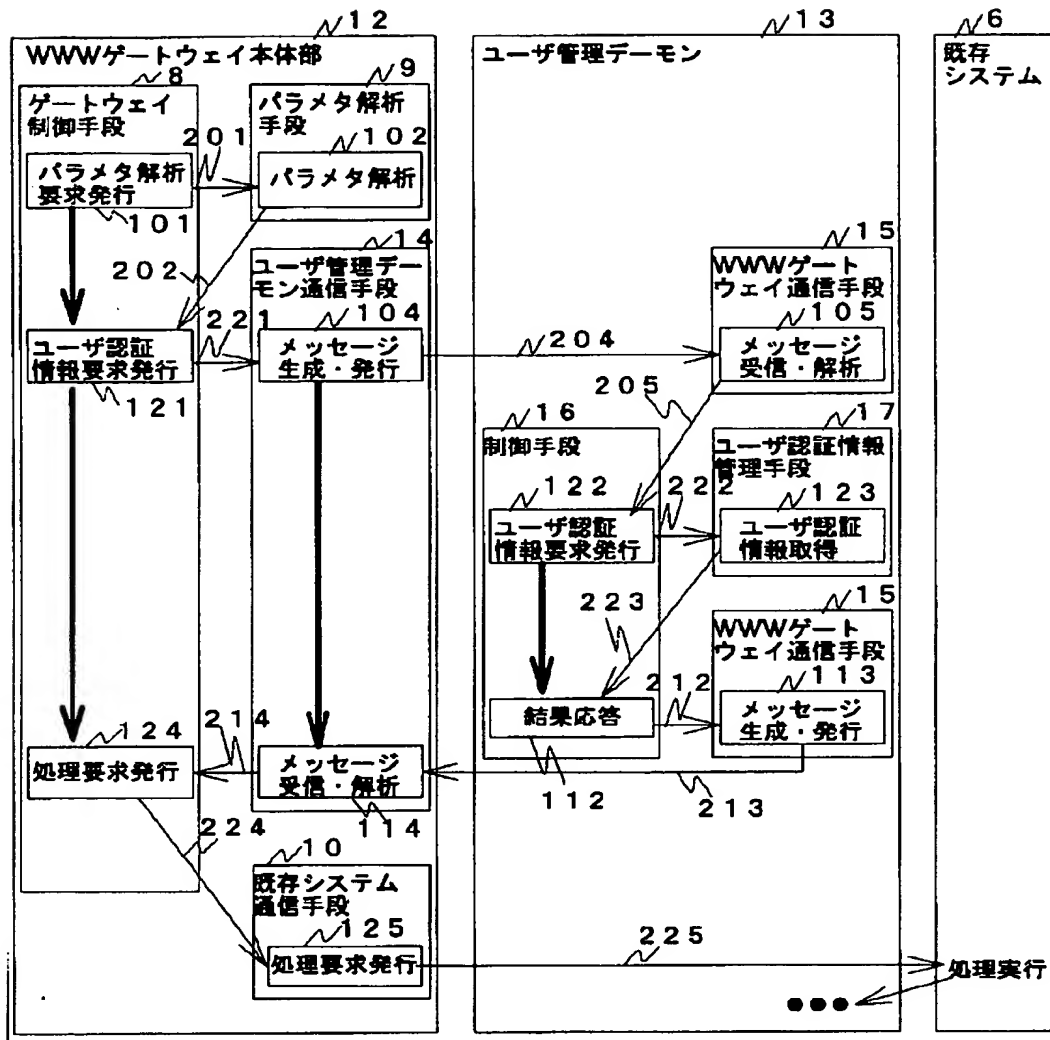 12
13
6
WWWゲートウェイ本体部
ユーザ管理デーモン
既存
システム
8
9
ゲートウェイ
制御手段
パラメタ解析
手段
201
102
パラメタ解析
要求発行
パラメタ解析
101
202
14
15
ユーザ管理デー
モン通信手段
WWWゲート
ウェイ通信手段
221
104
105
ユーザ認証
情報要求発行
メッセージ
生成・発行
204
メッセージ
受信・解析
121
205
16
17
制御手段
ユーザ認証情報
管理手段
122
222
123
ユーザ認証
情報要求発行
ユーザ認証
情報取得
223
15
WWWゲート
ウェイ通信手段
212
113
124
214
結果応答
メッセージ
生成・発行
処理要求発行
メッセージ
受信・解析
112
213
224
114
10
既存システム
通信手段
125
225
処理要求発行
処理実行
●●●